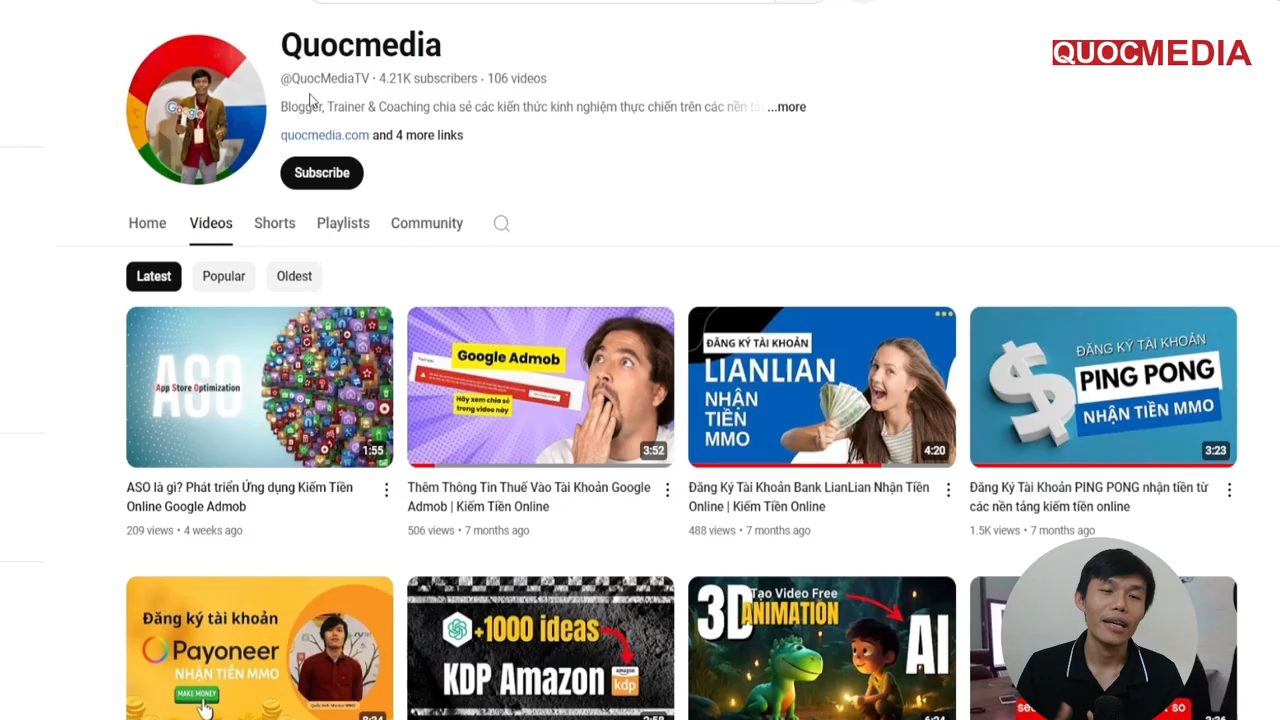 Quocmedia
QUOCMEDIA
@QuocMediaTV · 4.21K subscribers · 106 videos
Blogger, Trainer & Coaching chia sẻ các kiến thức kinh nghiệm thực chiến trên các nền ...more
quocmedia.com and 4 more links
Subscribe
Home Videos Shorts Playlists Community
Latest Popular Oldest
ASO
App Store Optimization
1:55
Google Admob
Hãy xem chia sẻ
trong video này
3:52
ĐĂNG KÝ TÀI KHOẢN
LIANLIAN
NHẬN
TIỀN
MMO
4:20
ĐĂNG KÝ TÀI KHOẢN
PING PONG
NHẬN TIỀN MMO
3:23
ASO là gì? Phát triển Ứng dụng Kiếm Tiền
Online Google Admob
209 views • 4 weeks ago
Thêm Thông Tin Thuế Vào Tài Khoản Google
Admob | Kiếm Tiền Online
506 views • 7 months ago
Đăng Ký Tài Khoản Bank LianLian Nhận Tiền
Online | Kiếm Tiền Online
488 views • 7 months ago
Đăng Ký Tài Khoản PING PONG nhận tiền từ
các nền tảng kiếm tiền online
1.5K views • 7 months ago
Đăng ký tài khoản
Payoneer
NHẬN TIỀN MMO
MAKE MONEY
+1000 ideas
KDP Amazon
amazon
kdp
Tạo Video Free
3D
ANIMATION
AI
so